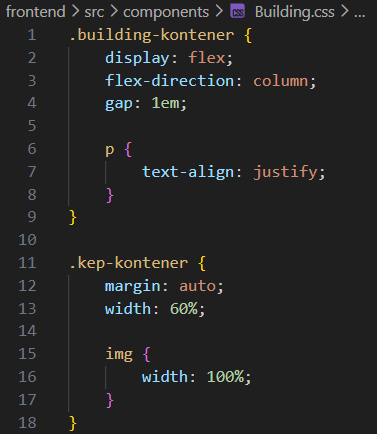 frontend > src > components > Building.css > ...
1 .building-kontener {
2 display: flex;
3 flex-direction: column;
4 gap: 1em;
5
6 p {
7 text-align: justify;
8 }
9 }
10
11 .kep-kontener {
12 margin: auto;
13 width: 60%;
14
15 img {
16 width: 100%;
17 }
18 }